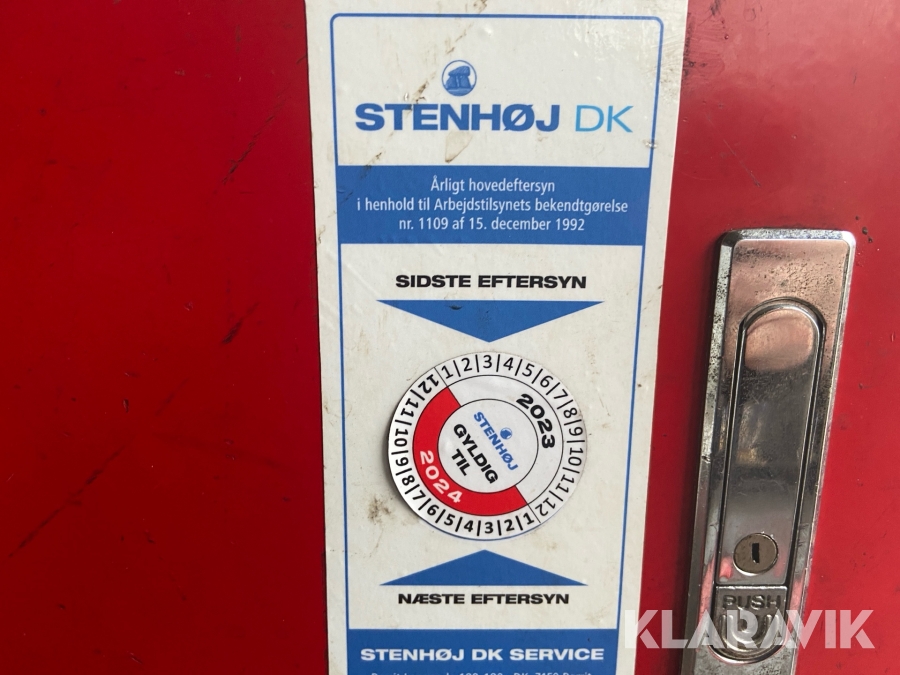 STENHØJ DK
Årligt hovedeftersyn
i henhold til Arbejdstilsynets bekendtgørelse
nr. 1109 af 15. december 1992
SIDSTE EFTERSYN
1|2|3|4|5|6|7|8|9|10|11|12
2023
STENHØJ
GYLDIG
TIL
2024
1|2|3|4|5|6|7|8|9|10|11|12
NÆSTE EFTERSYN
STENHØJ DK SERVICE
PUSH
KLARAVIK